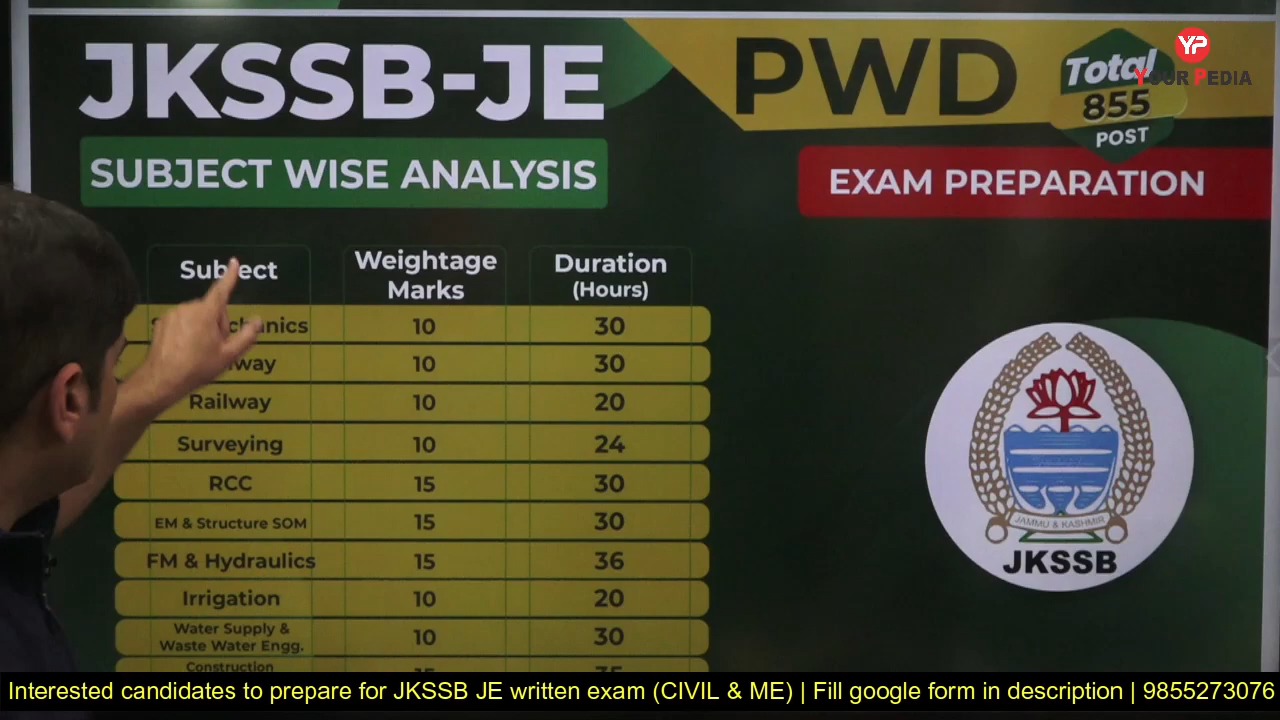 JKSSB-JE
PWD
Total
855
POST
YP
YOUR PEDIA
SUBJECT WISE ANALYSIS
EXAM PREPARATION
Subject Weightage Marks Duration (Hours)
10 30
10 30
Railway 10 20
Surveying 10 24
RCC 15 30
EM & Structure SOM 15 30
FM & Hydraulics 15 36
Irrigation 10 20
Water Supply &
Waste Water Engg. 10 30
Construction
JAMMU & KASHMIR
JKSSB
Interested candidates to prepare for JKSSB JE written exam (CIVIL & ME) | Fill google form in description | 9855273076